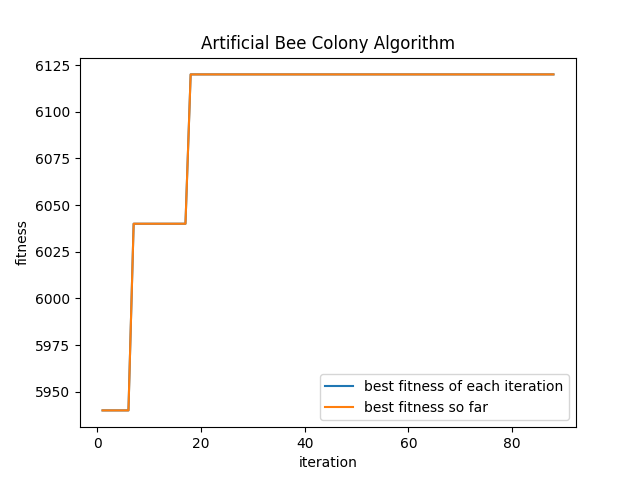 Artificial Bee Colony Algorithm
6125
6100
6075
6050
6025
6000
5975
5950
fitness
best fitness of each iteration
best fitness so far
0 20 40 60 80
iteration